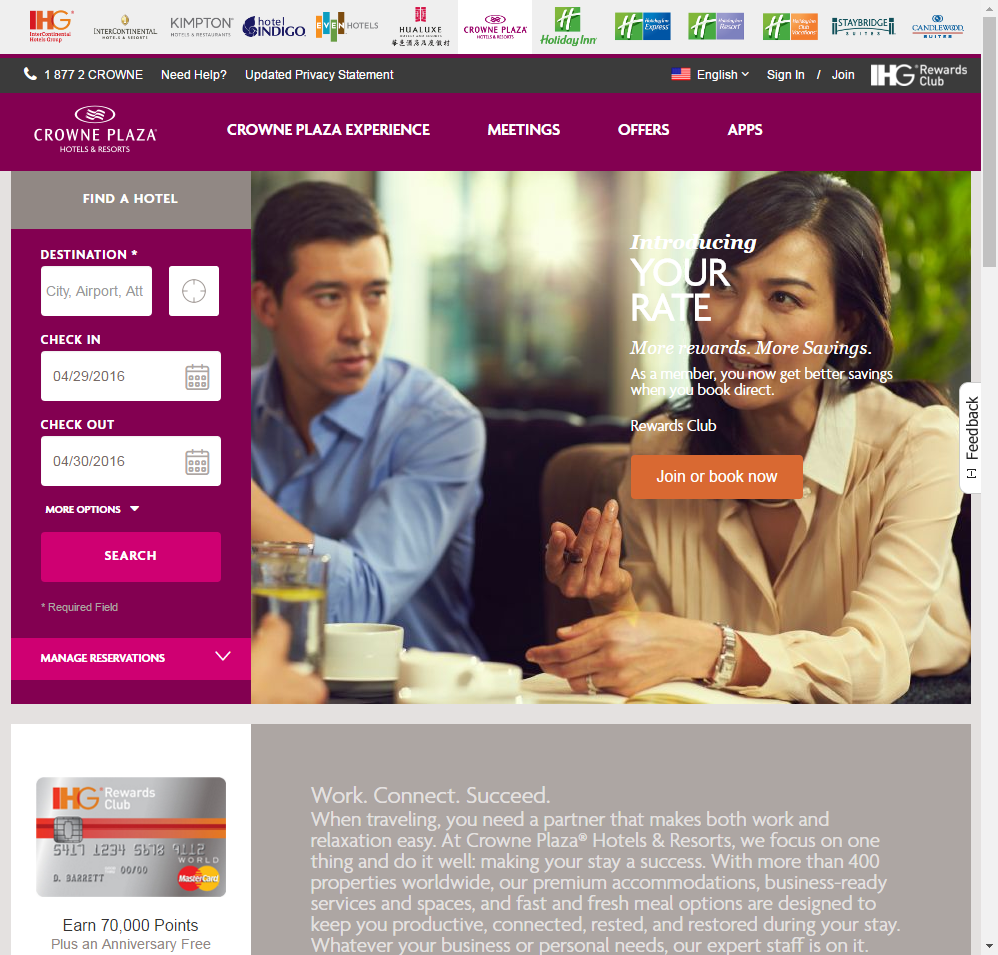 IHG
InterContinental
Hotels Group
INTERCONTINENTAL
HOTELS & RESORTS
KIMPTON
HOTELS & RESTAURANTS
hotel
INDIGO
EVEN HOTELS
HUALUXE
HOTELS AND RESORTS
CROWNE PLAZA
HOTELS & RESORTS
Holiday Inn
Holiday Inn
Express
Holiday Inn
Resort
Holiday Inn
Club
Vacations
STAYBRIDGE
SUITES
CANDLEWOOD
SUITES
1 877 2 CROWNE Need Help? Updated Privacy Statement English Sign In / Join IHG Rewards
Club
CROWNE PLAZA
HOTELS & RESORTS
CROWNE PLAZA EXPERIENCE MEETINGS OFFERS APPS
FIND A HOTEL
DESTINATION *
City, Airport, Att
CHECK IN
04/29/2016
CHECK OUT
04/30/2016
MORE OPTIONS
SEARCH
* Required Field
MANAGE RESERVATIONS
Introducing
YOUR
RATE
More rewards. More Savings.
As a member, you now get better savings
when you book direct.
Rewards Club
Join or book now
Feedback
[-]
IHG Rewards
Club
5417 1234 5678 9112
00/00
WORLD
D. BARRETT
MasterCard
Earn 70,000 Points
Plus an Anniversary Free
Work. Connect. Succeed.
When traveling, you need a partner that makes both work and
relaxation easy. At Crowne Plaza® Hotels & Resorts, we focus on one
thing and do it well: making your stay a success. With more than 400
properties worldwide, our premium accommodations, business-ready
services and spaces, and fast and fresh meal options are designed to
keep you productive, connected, rested, and restored during your stay.
Whatever your business or personal needs, our expert staff is on it.